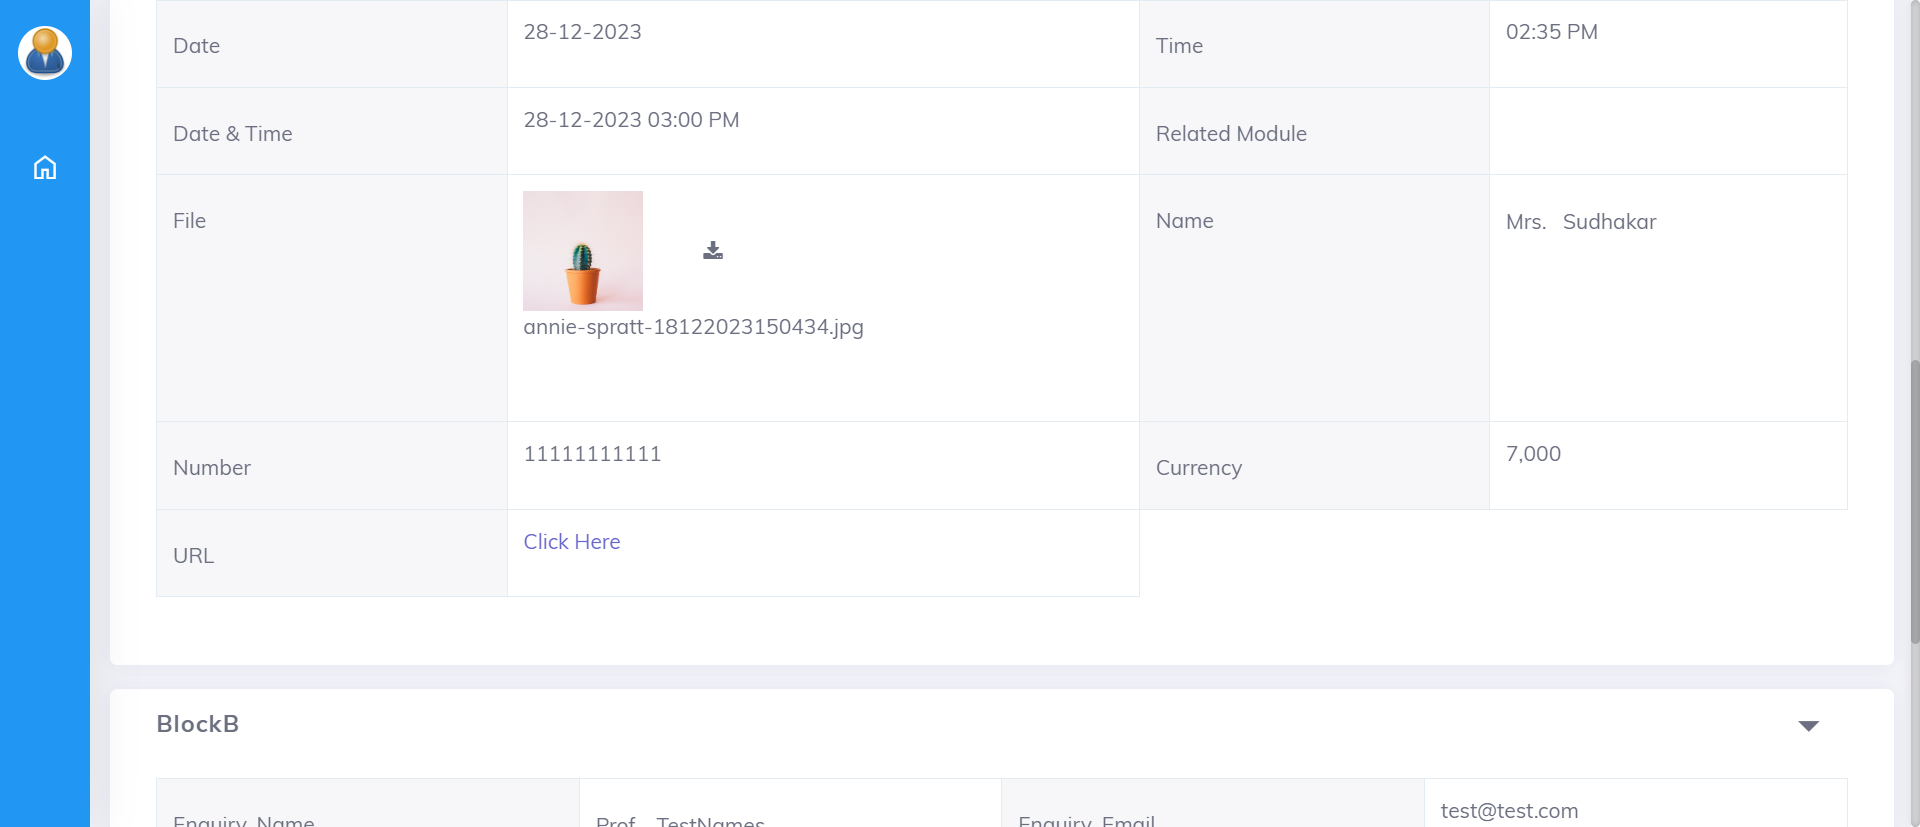 Date 28-12-2023 Time 02:35 PM
Date & Time 28-12-2023 03:00 PM Related Module
File Name Mrs. Sudhakar
annie-spratt-18122023150434.jpg
Number 11111111111 Currency 7,000
URL Click Here
BlockB
Enquiry Name Prof. TestNames Enquiry Email test@test.com